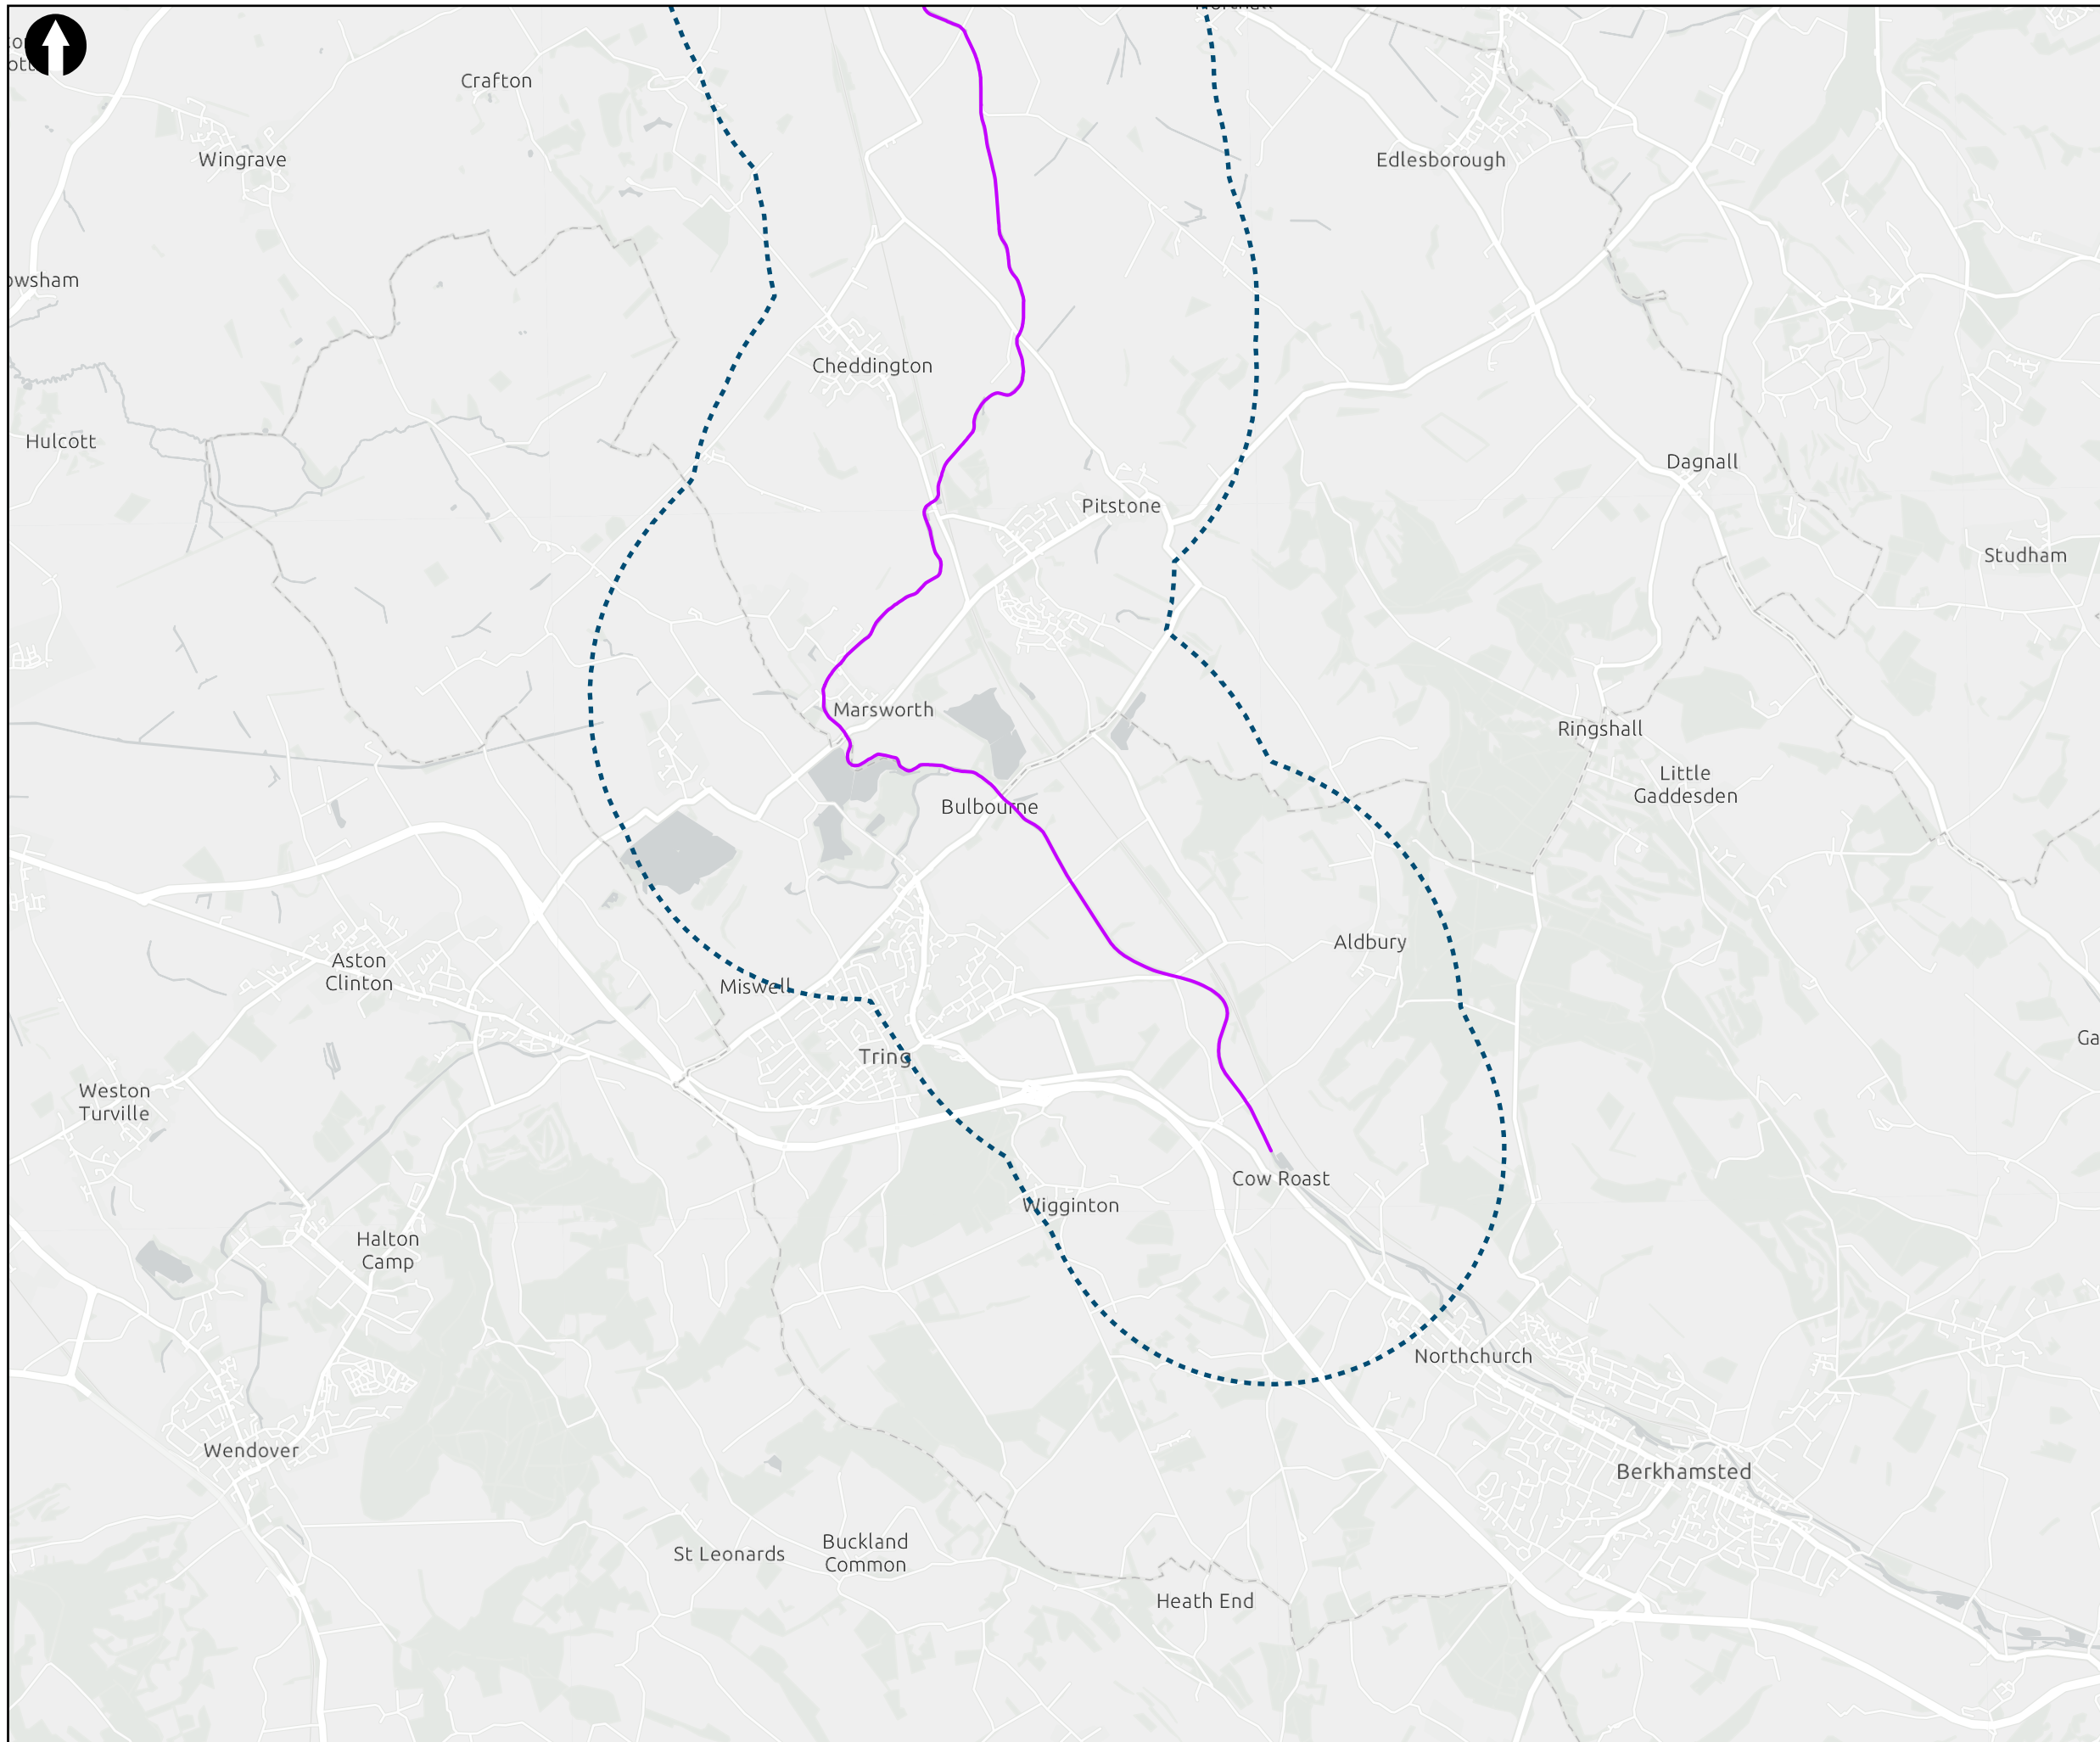 Crafton
Wingrave
Edlesborough
Cheddington
Hulcott
Dagnall
Pitstone
Studham
Marsworth
Ringshall
Little
Gaddesden
Bulbourne
Aldbury
Aston
Clinton
Miswell
Tring
Weston
Turville
Cow Roast
Wigginton
Halton
Camp
Northchurch
Wendover
Berkhamsted
Buckland
Common
St Leonards
Heath End